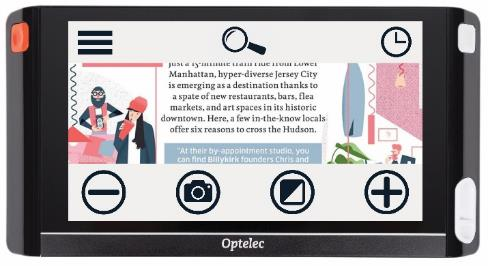 just a 15-minute train ride from Lower
Manhattan, hyper-diverse Jersey City
is emerging as a destination thanks to
a spate of new restaurants, bars, flea
markets, and art spaces in its historic
downtown. Here, a few in-the-know locals
offer six reasons to cross the Hudson.
"At their by-appointment studio, you
can find Billykirk founders Chris and
Optelec